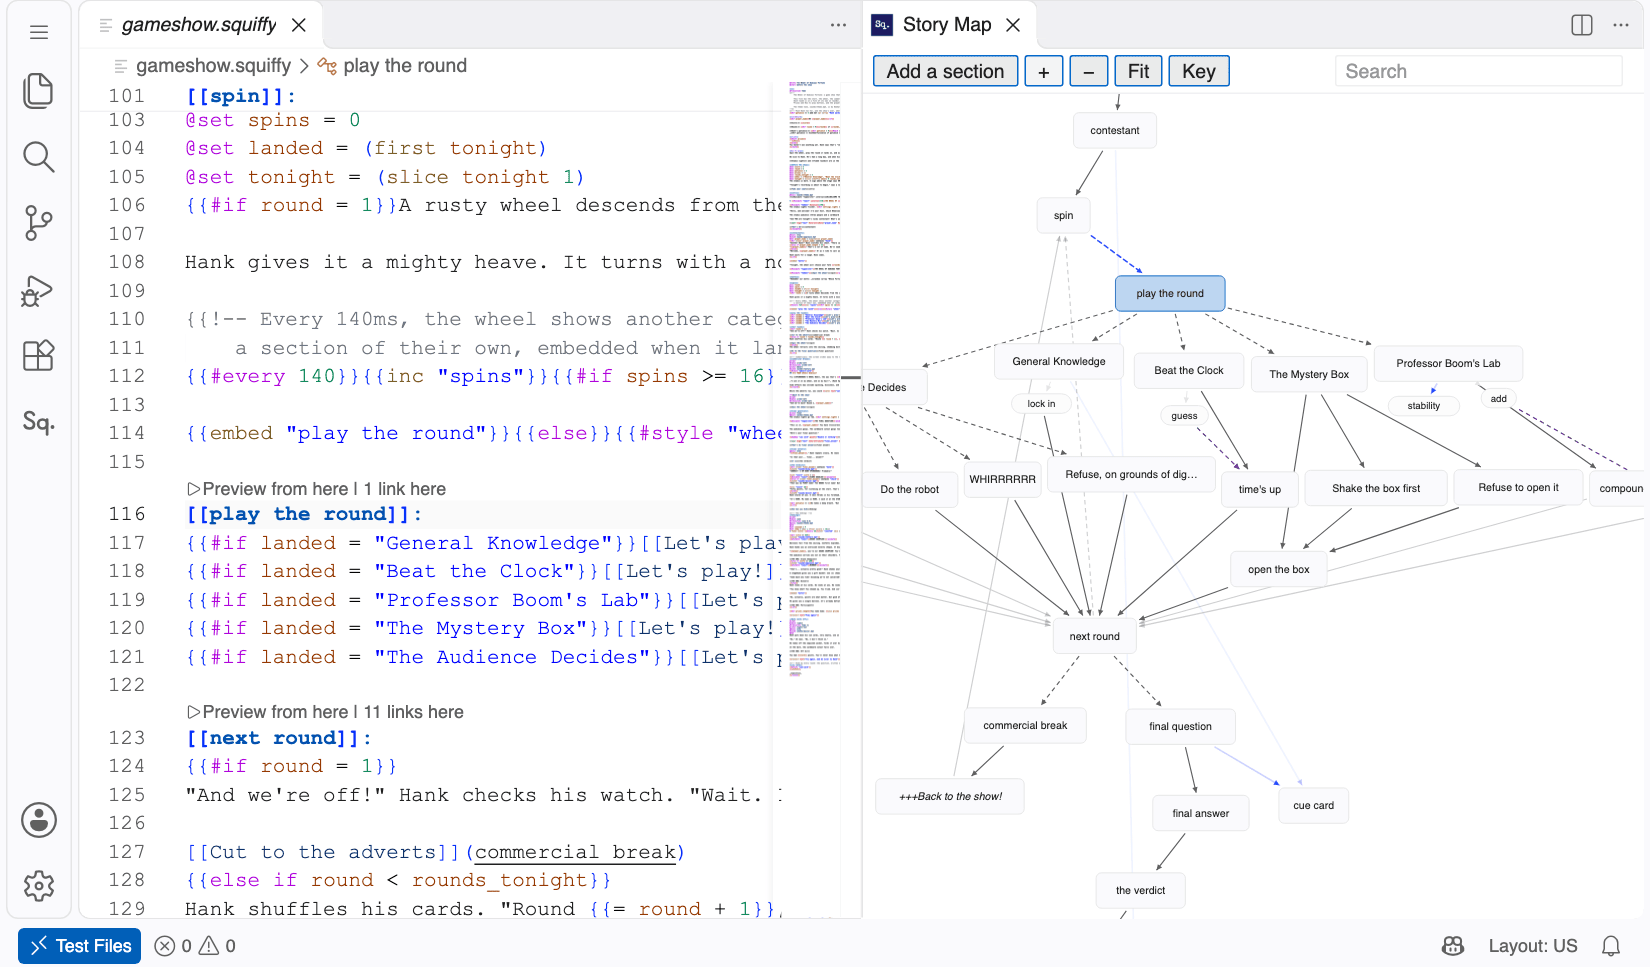 gameshow.squiffy
Sq. Story Map
gameshow.squiffy > play the round
Add a section + – Fit Key Search
101 [[spin]]:
103 @set spins = 0
104 @set landed = (first tonight)
105 @set tonight = (slice tonight 1)
106 {{#if round = 1}}A rusty wheel descends from the
107
108 Hank gives it a mighty heave. It turns with a
109
110 {{!-- Every 140ms, the wheel shows another
111 a section of their own, embedded when it
112 {{#every 140}}{{inc "spins"}}{{#if spins >= 16}
113
114 {{embed "play the round"}}{{else}}{{#style
115
Preview from here | 1 link here
116 [[play the round]]:
117 {{#if landed = "General Knowledge"}}[[Let's play
118 {{#if landed = "Beat the Clock"}}[[Let's play!]
119 {{#if landed = "Professor Boom's Lab"}}[[Let's
120 {{#if landed = "The Mystery Box"}}[[Let's play!
121 {{#if landed = "The Audience Decides"}}[[Let's
122
Preview from here | 11 links here
123 [[next round]]:
124 {{#if round = 1}}
125 "And we're off!" Hank checks his watch. "Wait.
126
127 [[Cut to the adverts]](commercial break)
128 {{else if round < rounds_tonight}}
129 Hank shuffles his cards. "Round {{= round + 1}}
Sq.
contestant
spin
play the round
Decides
General Knowledge
Beat the Clock
The Mystery Box
Professor Boom's Lab
lock in
guess
stability
add
Do the robot
WHIRRRRRR
Refuse, on grounds of dig...
time's up
Shake the box first
Refuse to open it
compoun
open the box
next round
commercial break
final question
+++Back to the show!
final answer
cue card
the verdict
Test Files 0 0
Layout: US